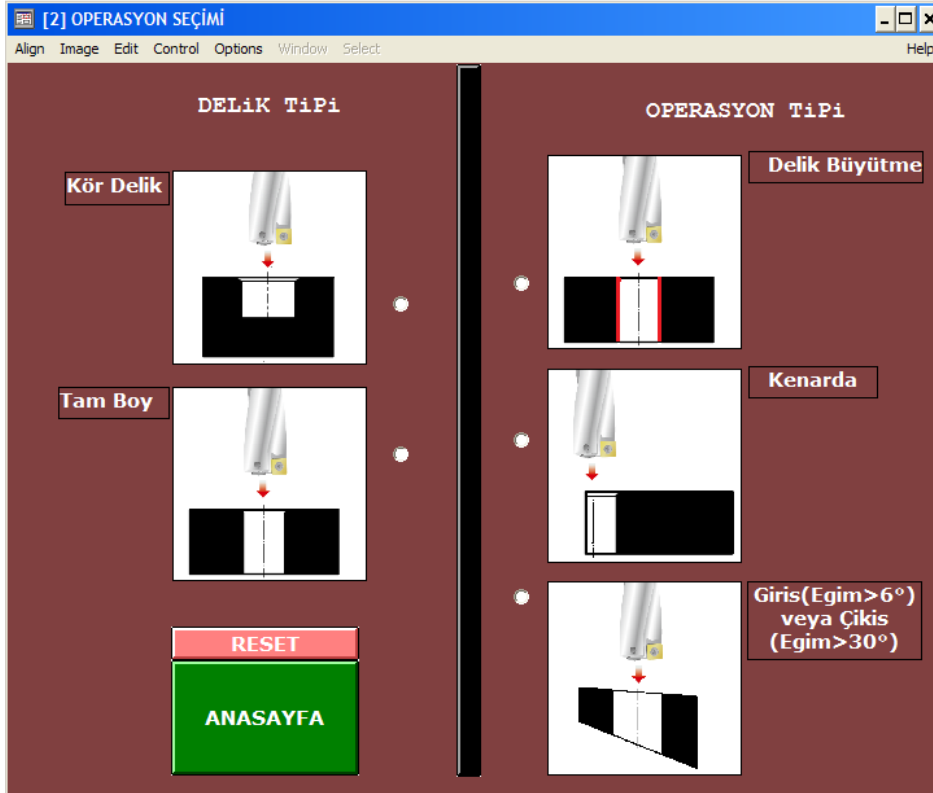 [2] OPERASYON SEÇİMİ
Align Image Edit Control Options Window Select Help
DELiK TiPi
Kör Delik
Tam Boy
RESET
ANASAYFA
OPERASYON TiPi
Delik Büyütme
Kenarda
Giris(Egim>6°)
veya Çikis
(Egim>30°)